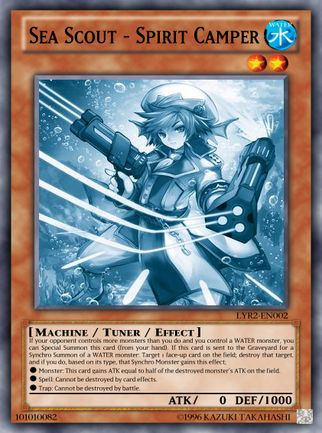 Sea Scout - Spirit Camper
WATER
水
LYR2-EN002
[Machine / Tuner / Effect]
If your opponent controls more monsters than you do and you control a WATER monster, you
can Special Summon this card (from your hand). If this card is sent to the Graveyard for a
Synchro Summon of a WATER monster: Target 1 face-up card on the field; destroy that target,
and if you do, based on its type, that Synchro Monster gains this effect;
● Monster: This card gains ATK equal to half of the destroyed monster's ATK on the field.
● Spell: Cannot be destroyed by card effects.
● Trap: Cannot be destroyed by battle.
ATK/ 0 DEF/1000
101010082
©1996 KAZUKI TAKAHASHI